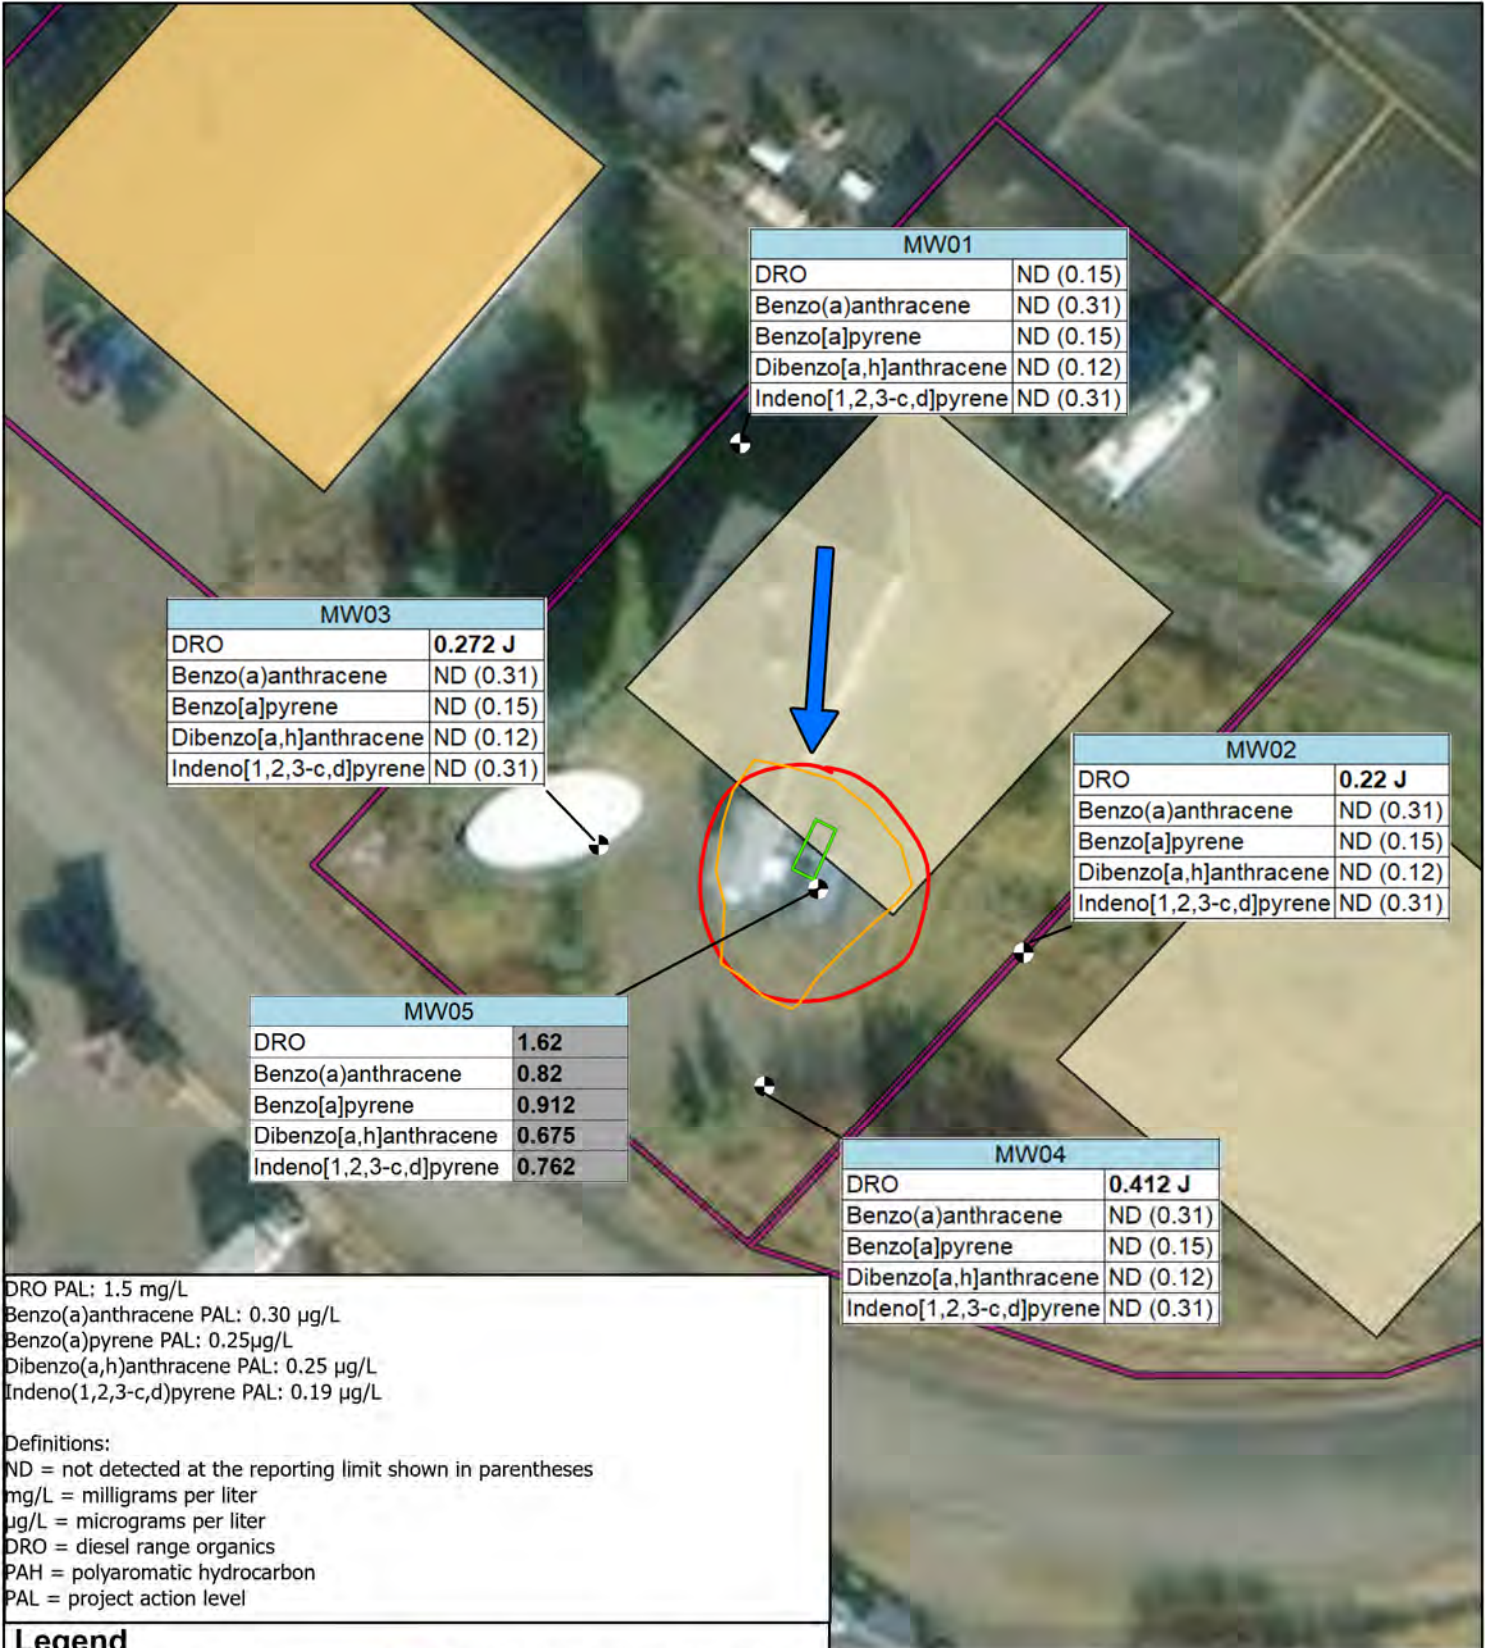 MW01
DRO ND (0.15)
Benzo(a)anthracene ND (0.31)
Benzo[a]pyrene ND (0.15)
Dibenzo[a,h]anthracene ND (0.12)
Indeno[1,2,3-c,d]pyrene ND (0.31)
MW03
DRO 0.272 J
Benzo(a)anthracene ND (0.31)
Benzo[a]pyrene ND (0.15)
Dibenzo[a,h]anthracene ND (0.12)
Indeno[1,2,3-c,d]pyrene ND (0.31)
MW02
DRO 0.22 J
Benzo(a)anthracene ND (0.31)
Benzo[a]pyrene ND (0.15)
Dibenzo[a,h]anthracene ND (0.12)
Indeno[1,2,3-c,d]pyrene ND (0.31)
MW05
DRO 1.62
Benzo(a)anthracene 0.82
Benzo[a]pyrene 0.912
Dibenzo[a,h]anthracene 0.675
Indeno[1,2,3-c,d]pyrene 0.762
MW04
DRO 0.412 J
Benzo(a)anthracene ND (0.31)
Benzo[a]pyrene ND (0.15)
Dibenzo[a,h]anthracene ND (0.12)
Indeno[1,2,3-c,d]pyrene ND (0.31)
DRO PAL: 1.5 mg/L
Benzo(a)anthracene PAL: 0.30 µg/L
Benzo(a)pyrene PAL: 0.25µg/L
Dibenzo(a,h)anthracene PAL: 0.25 µg/L
Indeno(1,2,3-c,d)pyrene PAL: 0.19 µg/L
Definitions:
ND = not detected at the reporting limit shown in parentheses
mg/L = milligrams per liter
µg/L = micrograms per liter
DRO = diesel range organics
PAH = polyaromatic hydrocarbon
PAL = project action level
Legend